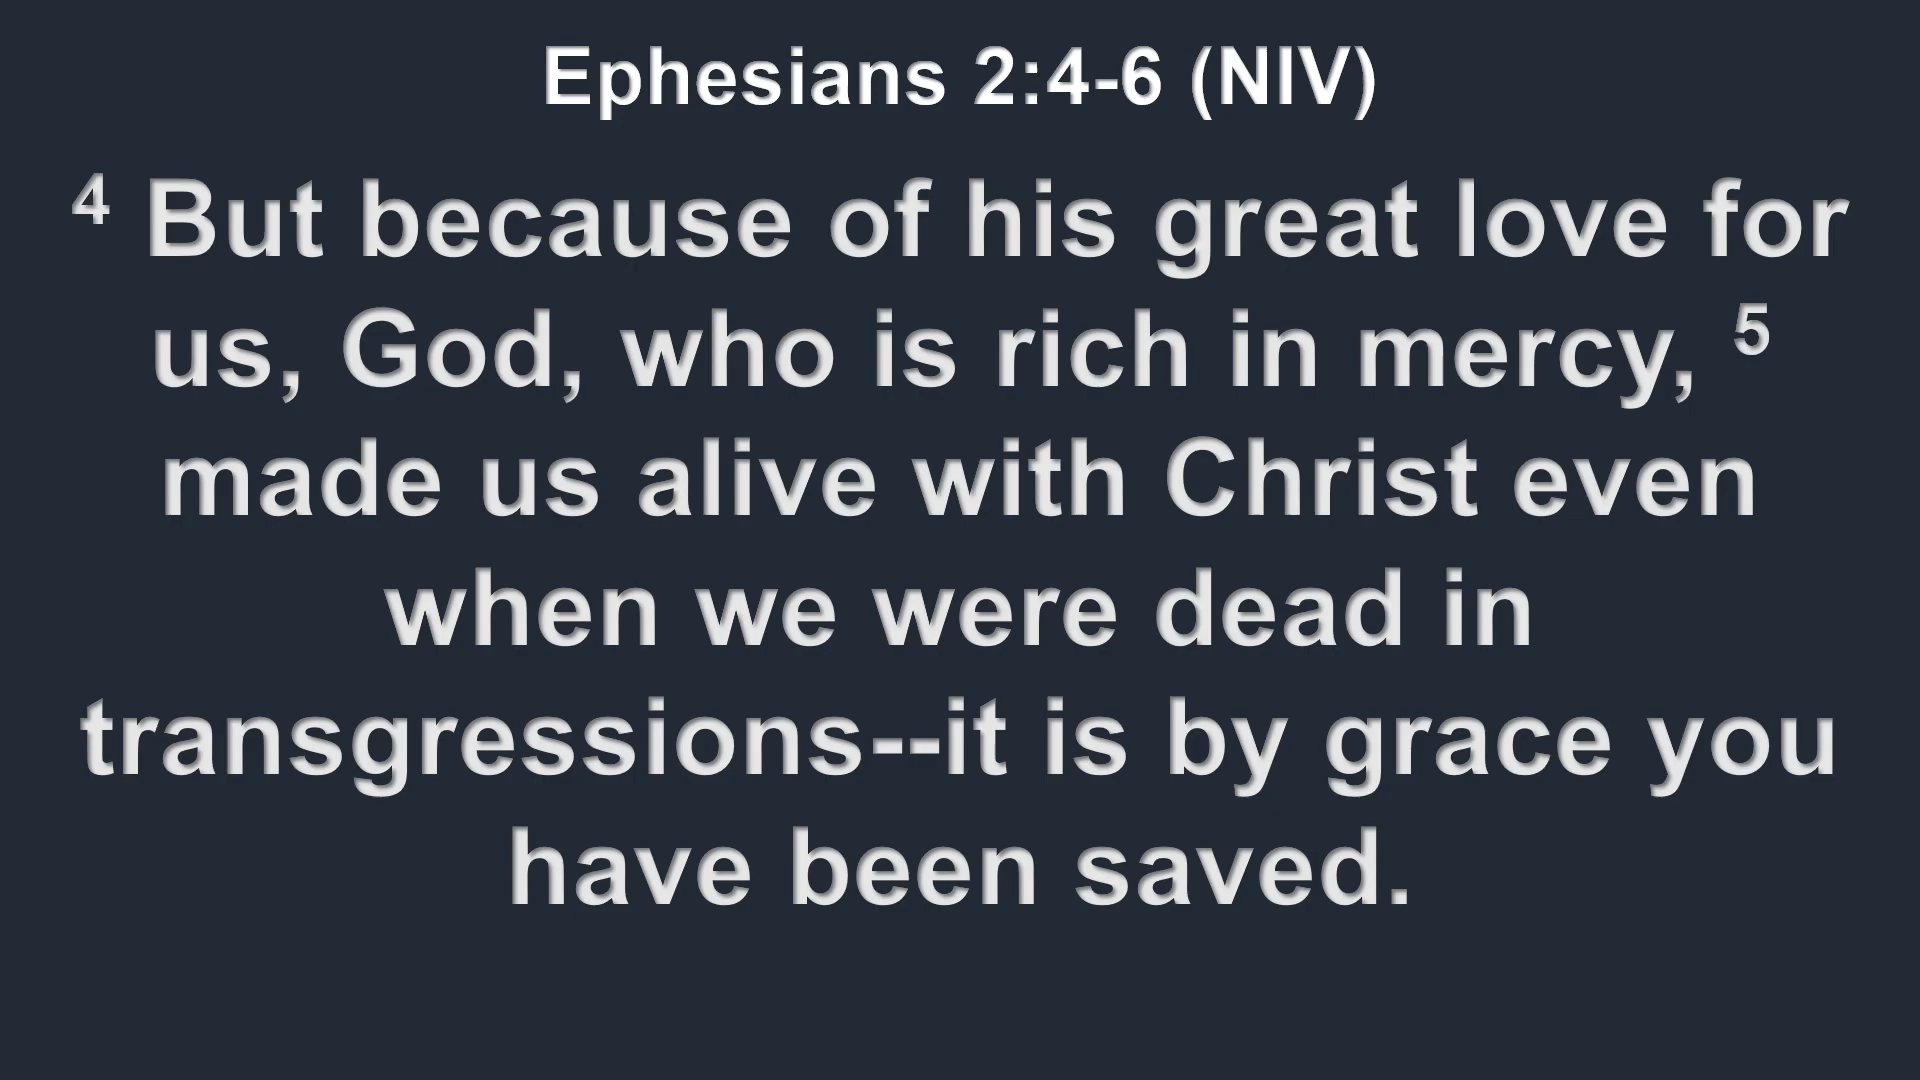 Ephesians 2:4-6 (NIV)
4 But because of his great love for
us, God, who is rich in mercy, 5
made us alive with Christ even
when we were dead in
transgressions--it is by grace you
have been saved.